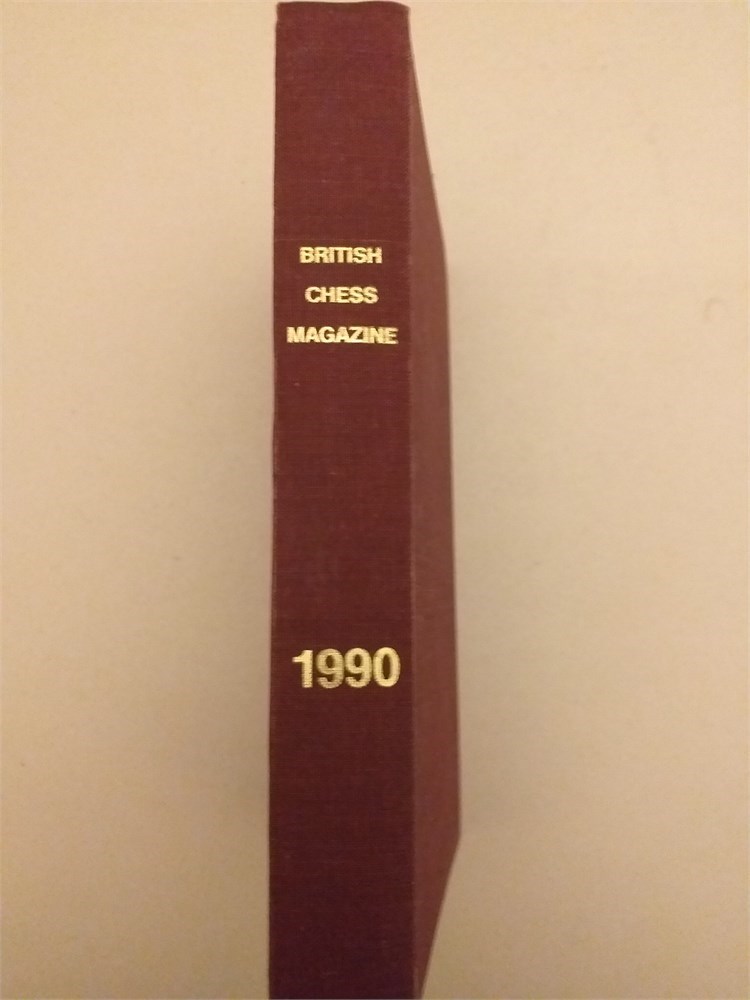 BRITISH
CHESS
MAGAZINE
1990